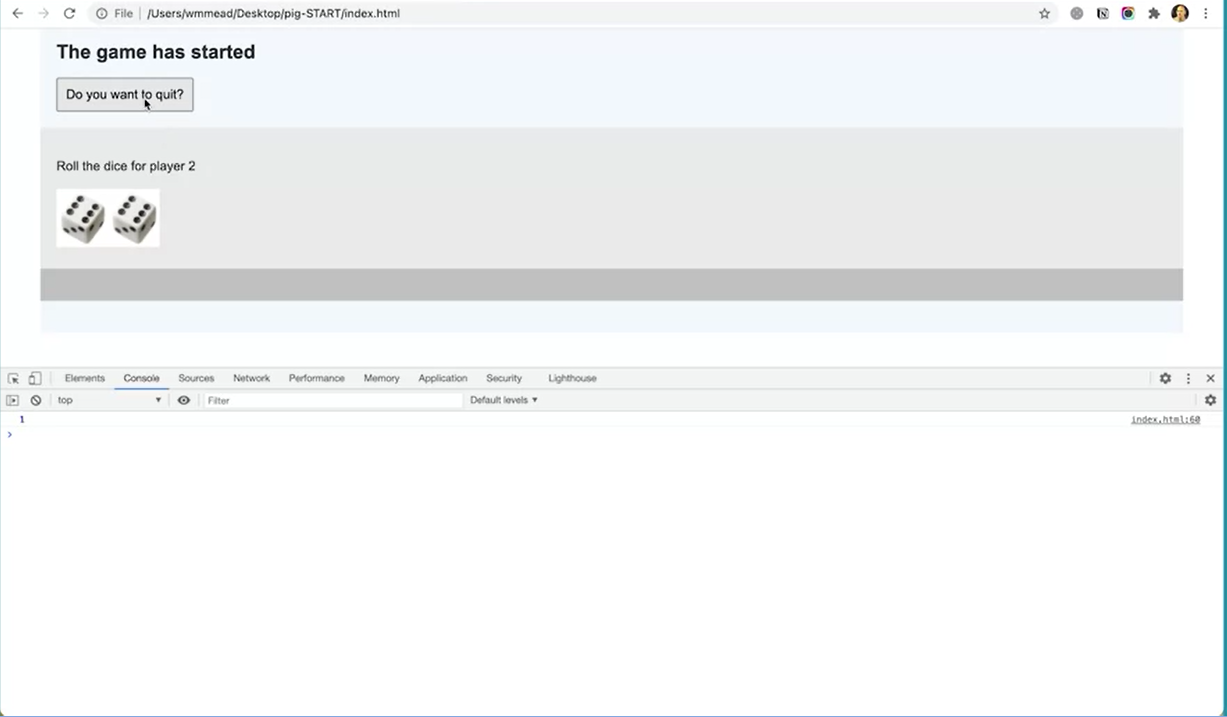 File /Users/wmmead/Desktop/pig-START/index.html
The game has started
Do you want to quit?
Roll the dice for player 2
Elements Console Sources Network Performance Memory Application Security Lighthouse
top Filter Default levels
1 index.html:60